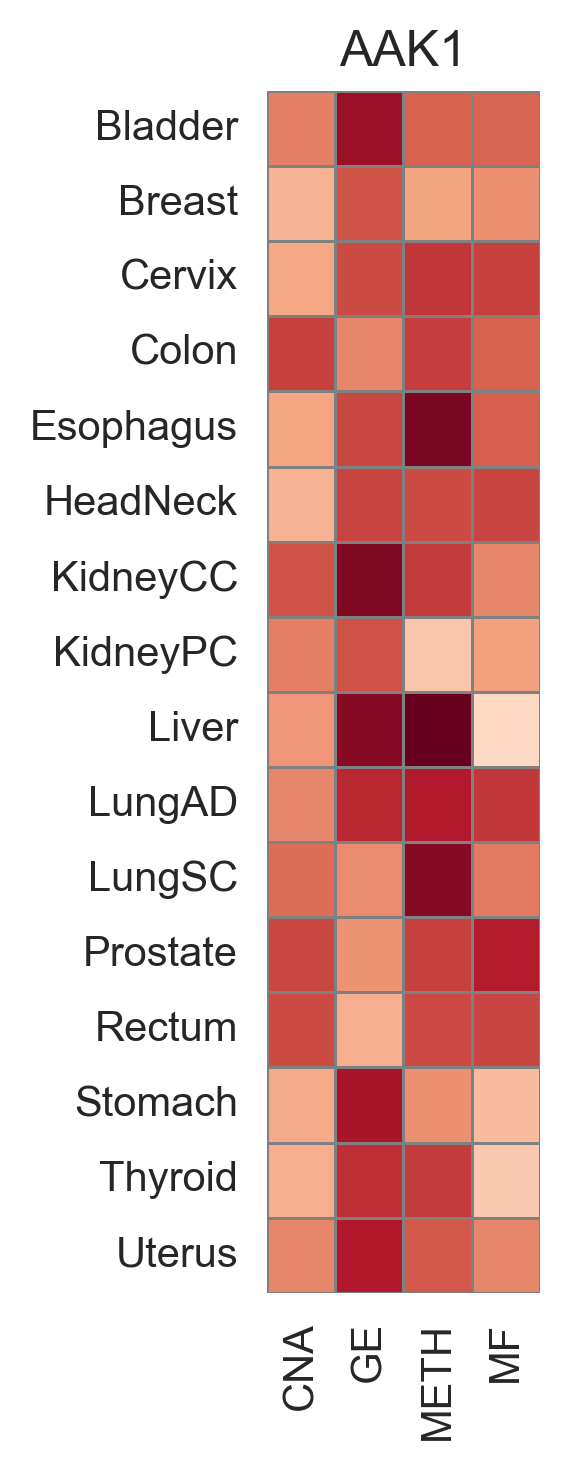 AAK1
Bladder
Breast
Cervix
Colon
Esophagus
HeadNeck
KidneyCC
KidneyPC
Liver
LungAD
LungSC
Prostate
Rectum
Stomach
Thyroid
Uterus
CNA
GE
METH
MF